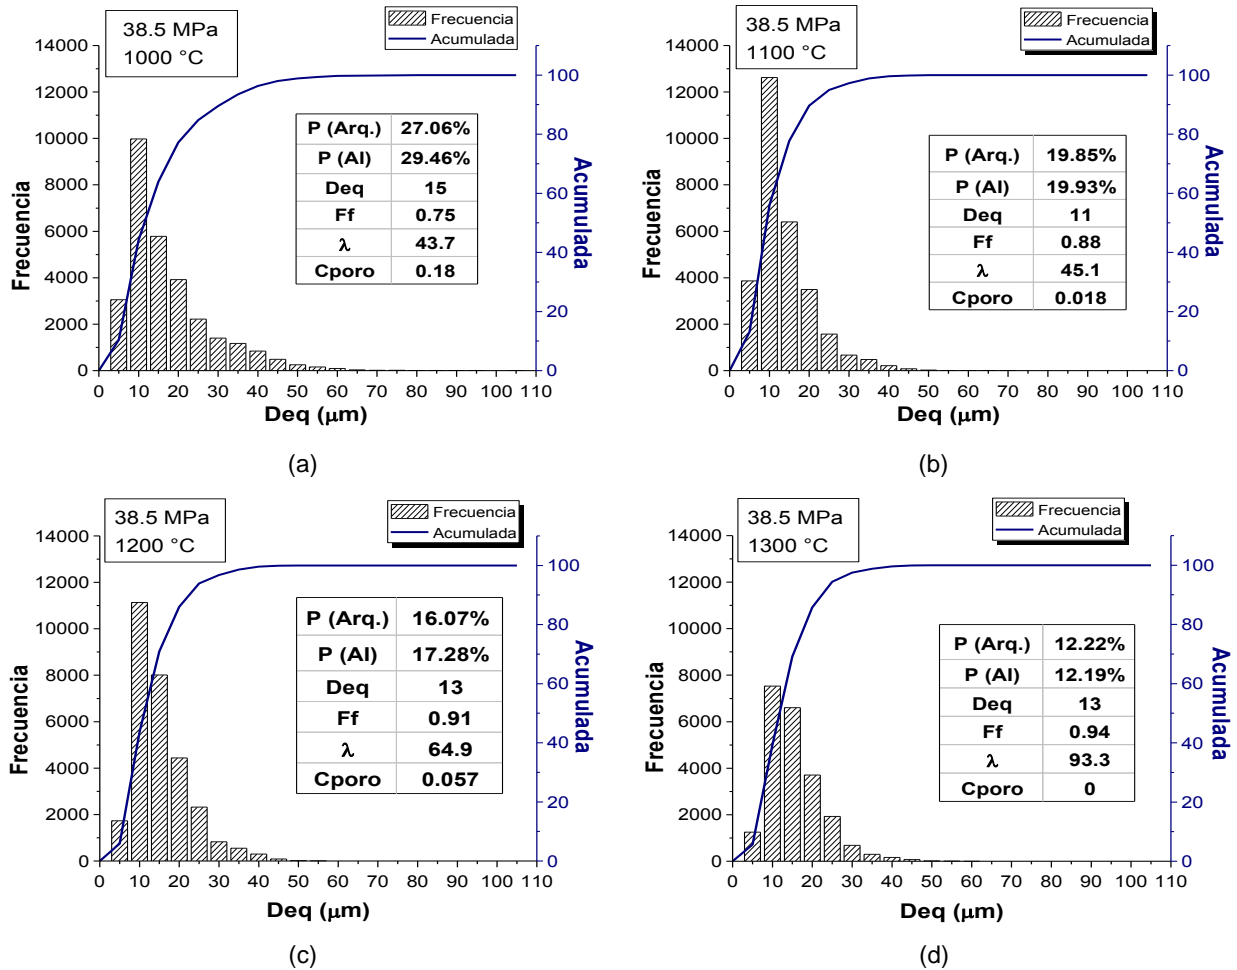 38.5 MPa
1000 °C
Frecuencia
Acumulada
14000
12000
10000
8000
6000
4000
2000
0
Frecuencia
100
80
60
40
20
0
Acumulada
P (Arq.) 27.06%
P (AI) 29.46%
Deq 15
Ff 0.75
λ 43.7
Cporo 0.18
0 10 20 30 40 50 60 70 80 90 100 110
Deq (μm)
(a)
38.5 MPa
1100 °C
Frecuencia
Acumulada
14000
12000
10000
8000
6000
4000
2000
0
Frecuencia
100
80
60
40
20
0
Acumulada
P (Arq.) 19.85%
P (AI) 19.93%
Deq 11
Ff 0.88
λ 45.1
Cporo 0.018
0 10 20 30 40 50 60 70 80 90 100 110
Deq (μm)
(b)
38.5 MPa
1200 °C
Frecuencia
Acumulada
14000
12000
10000
8000
6000
4000
2000
0
Frecuencia
100
80
60
40
20
0
Acumulada
P (Arq.) 16.07%
P (AI) 17.28%
Deq 13
Ff 0.91
λ 64.9
Cporo 0.057
0 10 20 30 40 50 60 70 80 90 100 110
Deq (μm)
(c)
38.5 MPa
1300 °C
Frecuencia
Acumulada
14000
12000
10000
8000
6000
4000
2000
0
Frecuencia
100
80
60
40
20
0
Acumulada
P (Arq.) 12.22%
P (AI) 12.19%
Deq 13
Ff 0.94
λ 93.3
Cporo 0
0 10 20 30 40 50 60 70 80 90 100 110
Deq (μm)
(d)